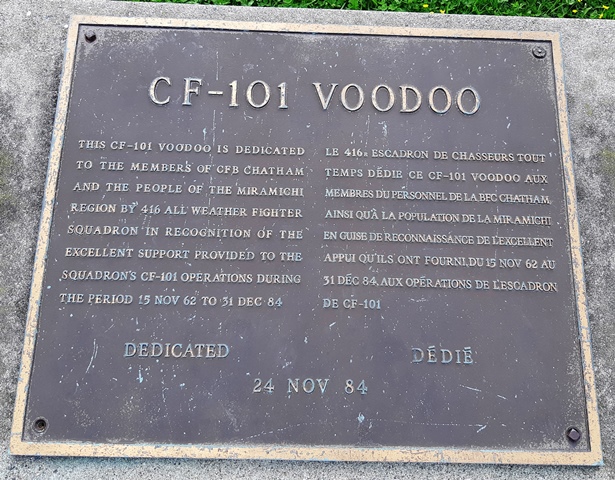 CF-101 VOODOO
THIS CF-101 VOODOO IS DEDICATED
TO THE MEMBERS OF CFB CHATHAM
AND THE PEOPLE OF THE MIRAMICHI
REGION BY 416 ALL WEATHER FIGHTER
SQUADRON IN RECOGNITION OF THE
EXCELLENT SUPPORT PROVIDED TO THE
SQUADRON'S CF-101 OPERATIONS DURING
THE PERIOD 15 NOV 62 TO 31 DEC 84
LE 416e ESCADRON DE CHASSEURS TOUT
TEMPS DÉDIE CE CF-101 VOODOO AUX
MEMBRES DU PERSONNEL DE LA BFC CHATHAM,
AINSI QU'À LA POPULATION DE LA MIRAMICHI
EN GUISE DE RECONNAISSANCE DE L'EXCELLENT
APPUI QU'ILS ONT FOURNI, DU 15 NOV 62 AU
31 DÉC 84, AUX OPÉRATIONS DE L'ESCADRON
DE CF-101
DEDICATED
DÉDIÉ
24 NOV 84